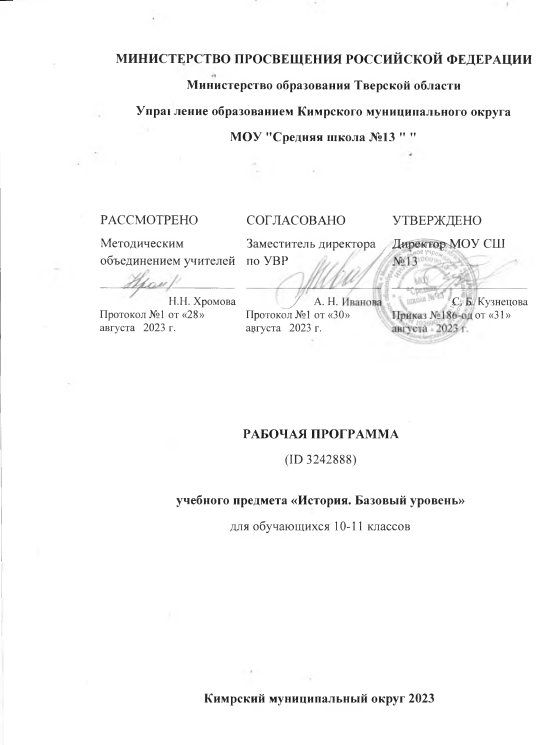 МИНИСТЕРСТВО ПРОСВЕЩЕНИЯ РОССИЙСКОЙ ФЕДЕРАЦИИ
Министерство образования Тверской области
Управление образованием Кимрского муниципального округа
МОУ "Средняя школа №13 " "
РАССМОТРЕНО
Методическим
объединением учителей
Н.Н. Хромова
Протокол №1 от «28»
августа 2023 г.
СОГЛАСОВАНО
Заместитель директора
по УВР
А. Н. Иванова
Протокол №1 от «30»
августа 2023 г.
УТВЕРЖДЕНО
Директор МОУ СШ
№13
С. Б. Кузнецова
Приказ №186-од от «31»
августа 2023 г.
РАБОЧАЯ ПРОГРАММА
(ID 3242888)
учебного предмета «История. Базовый уровень»
для обучающихся 10-11 классов
Кимрский муниципальный округ 2023